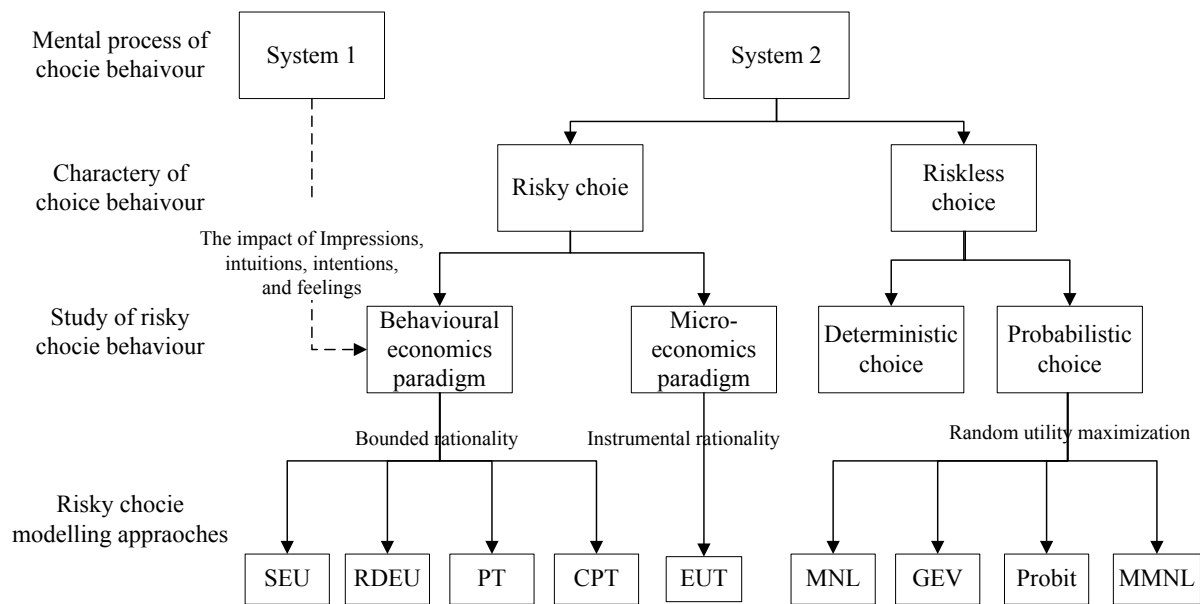 Mental process of
chocie behaivour
System 1
System 2
Charactery of
choice behaivour
Risky choie
Riskless
choice
The impact of Impressions,
intuitions, intentions,
and feelings
Study of risky
chocie behaviour
Behavioural
economics
paradigm
Micro-
economics
paradigm
Deterministic
choice
Probabilistic
choice
Bounded rationality
Instrumental rationality
Random utility maximization
Risky chocie
modelling appraoches
SEU
RDEU
PT
CPT
EUT
MNL
GEV
Probit
MMNL